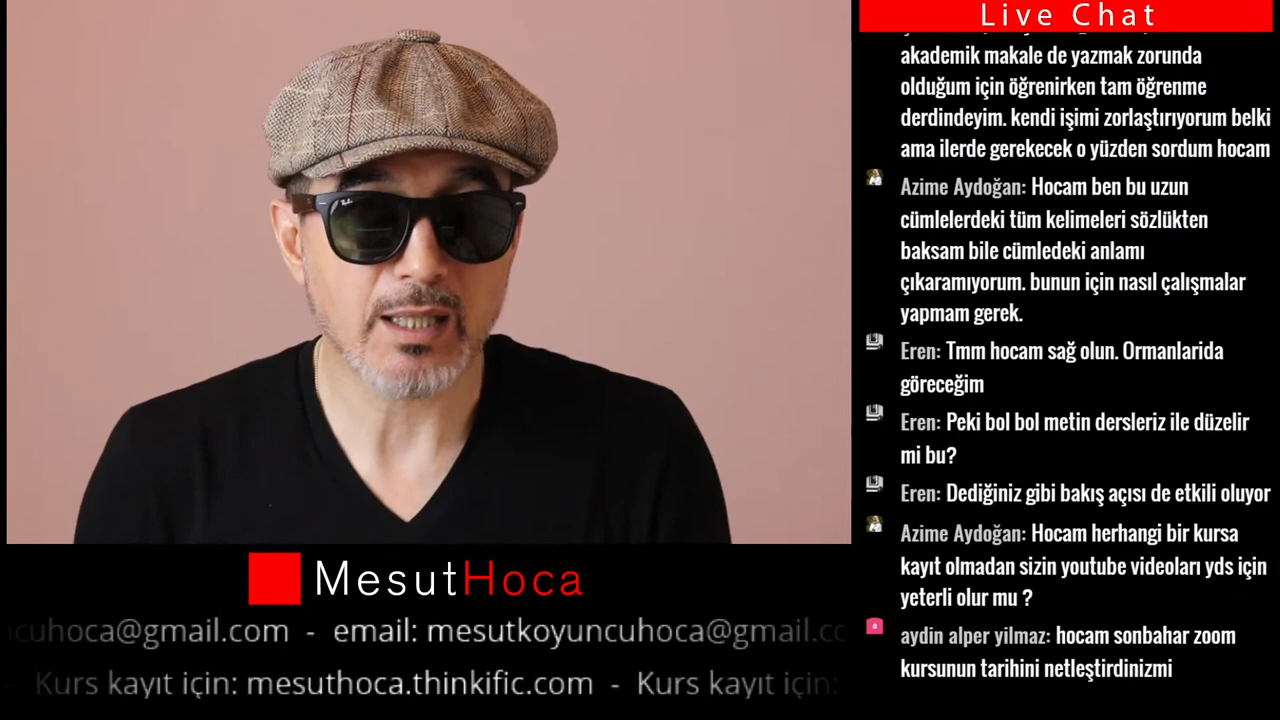 Live Chat
akademik makale de yazmak zorunda
olduğum için öğrenirken tam öğrenme
derdindeyim. kendi işimi zorlaştırıyorum belki
ama ilerde gerekecek o yüzden sordum hocam
Azime Aydoğan: Hocam ben bu uzun
cümlelerdeki tüm kelimeleri sözlükten
baksam bile cümledeki anlamı
çıkaramıyorum. bunun için nasıl çalışmalar
yapmam gerek.
Eren: Tmm hocam sağ olun. Ormanlarida
göreceğim
Eren: Peki bol bol metin dersleriz ile düzelir
mi bu?
Eren: Dediğiniz gibi bakış açısı de etkili oluyor
Azime Aydoğan: Hocam herhangi bir kursa
kayıt olmadan sizin youtube videoları yds için
yeterli olur mu ?
a
aydin alper yilmaz: hocam sonbahar zoom
kursunun tarihini netleştirdinizmi
Ray-Ban
MesutHoca
cuhoca@gmail.com - email: mesutkoyuncuhoca@gmail.cc
- Kurs kayıt için: mesuthoca.thinkific.com - Kurs kayıt için: